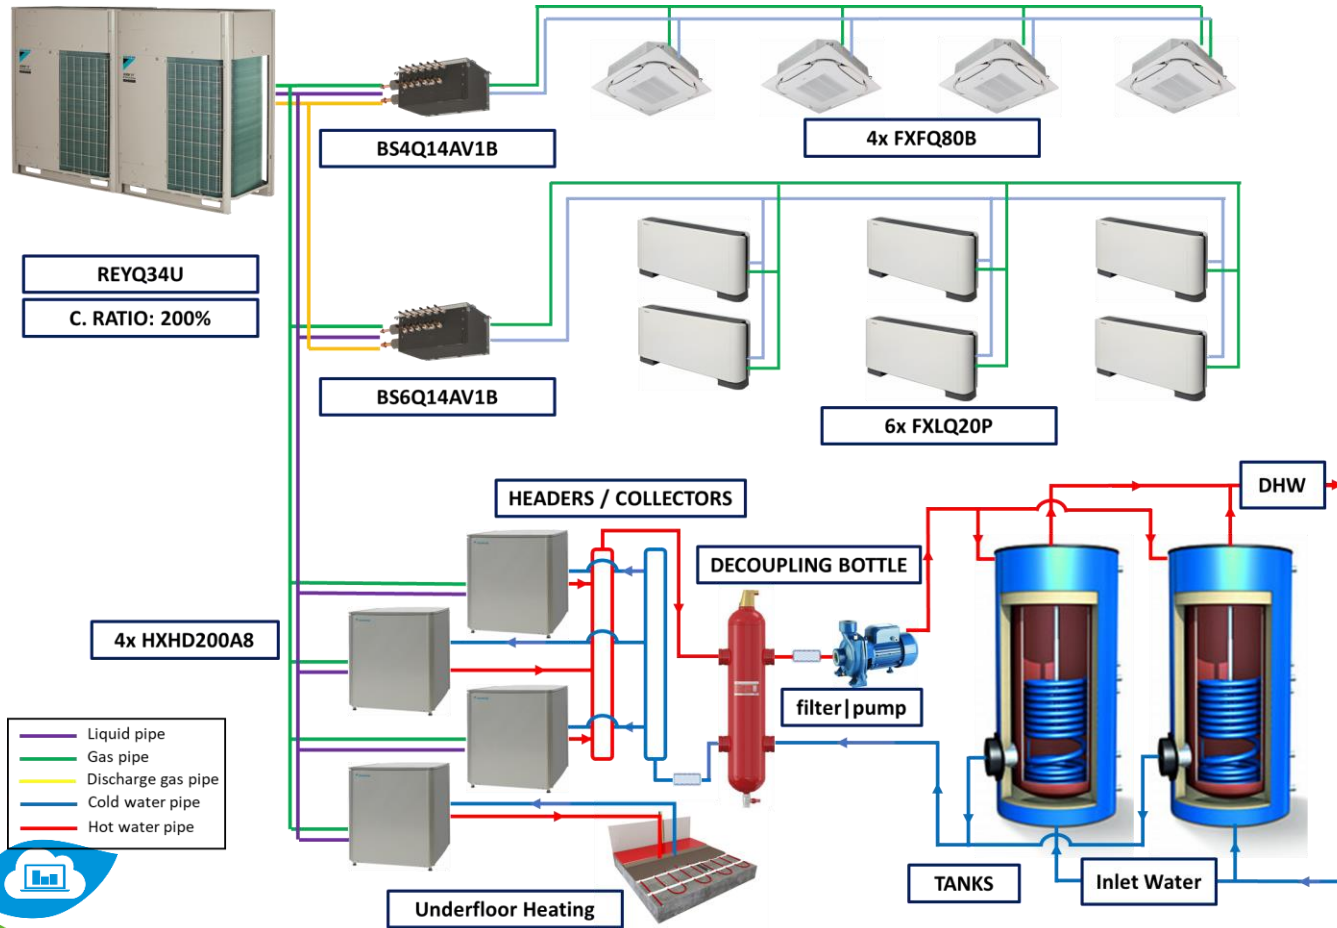 BS4Q14AV1B
4x FXFQ80B
REYQ34U
C. RATIO: 200%
BS6Q14AV1B
6x FXLQ20P
HEADERS / COLLECTORS
DHW
DECOUPLING BOTTLE
4x HXHD200A8
filter|pump
Liquid pipe
Gas pipe
Discharge gas pipe
Cold water pipe
Hot water pipe
TANKS
Inlet Water
Underfloor Heating